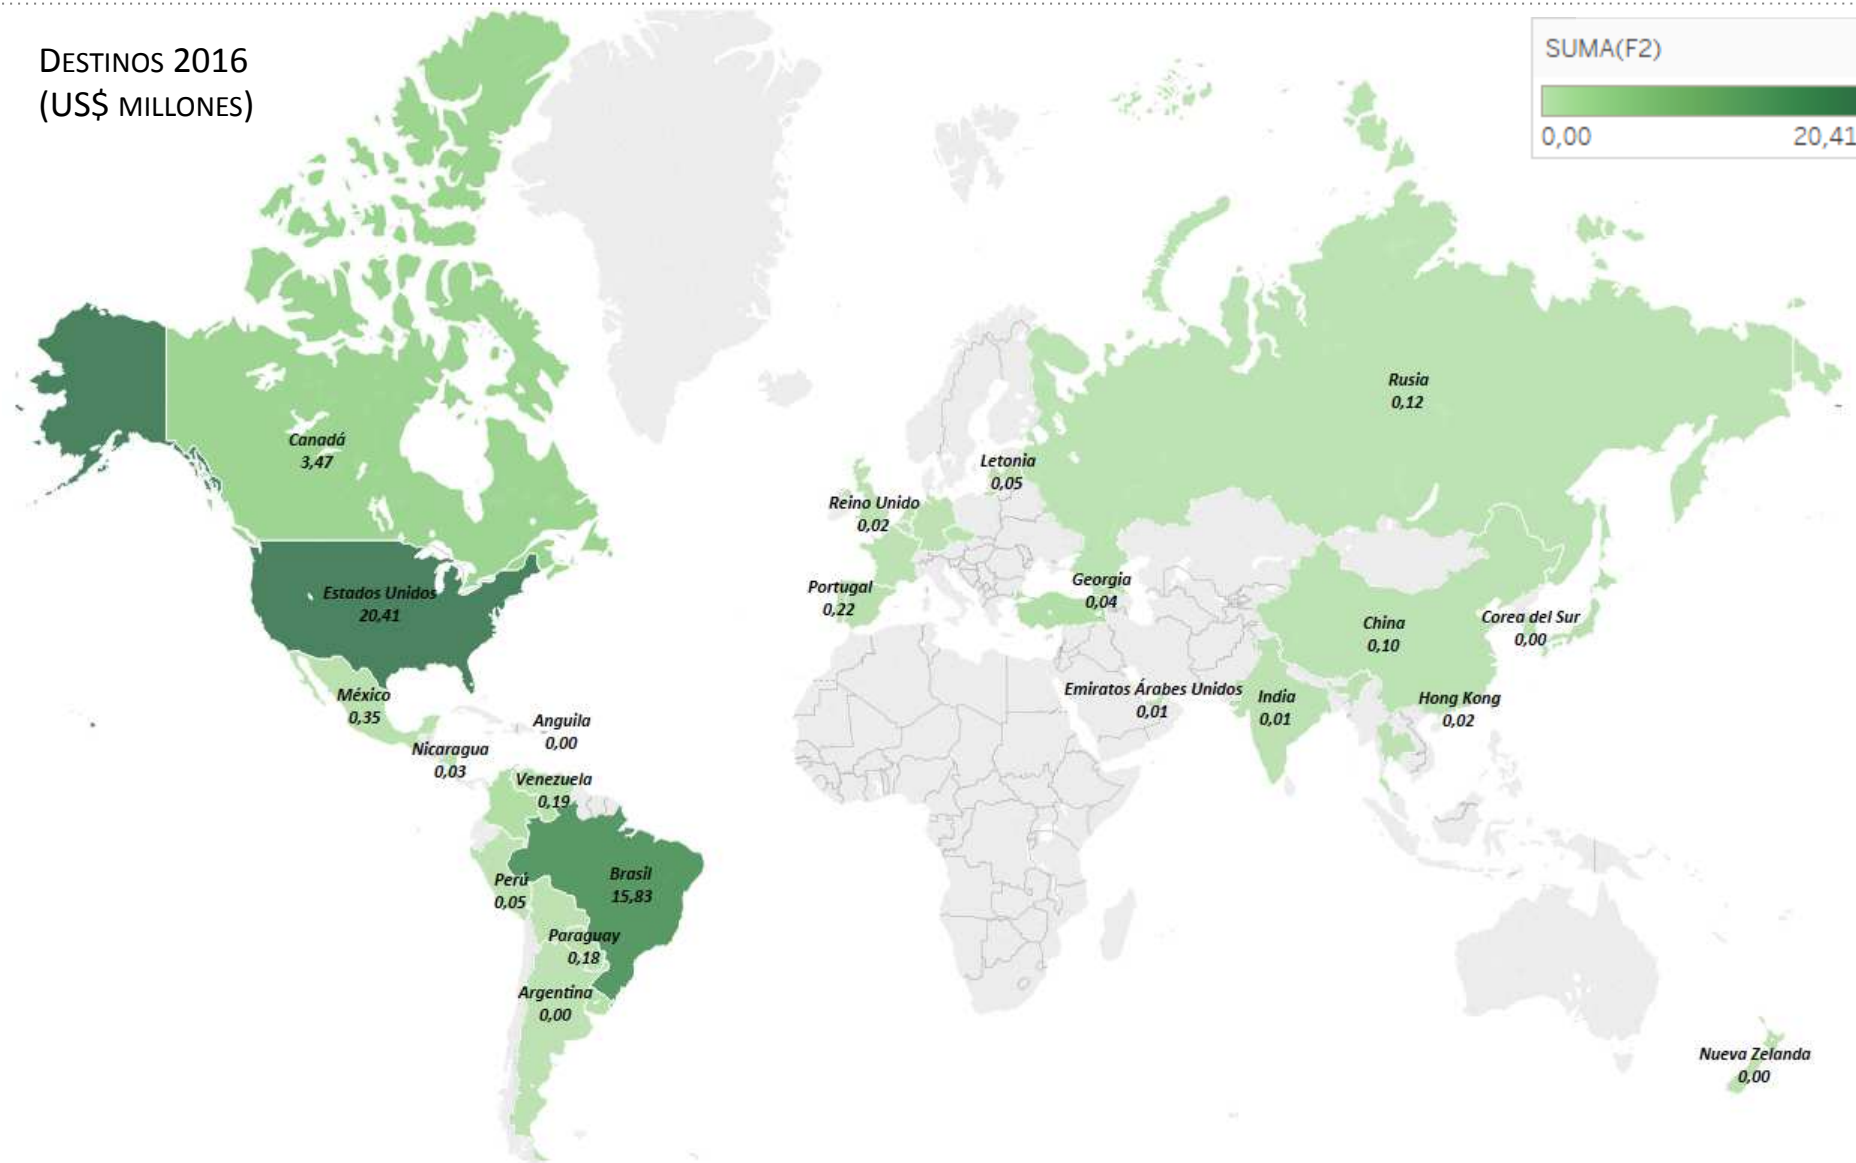 DESTINOS 2016
(US$ MILLONES)
SUMA(F2)
0,00 20,41
Rusia
0,12
Canadá
3,47
Letonia
0,05
Reino Unido
0,02
Portugal
0,22
Georgia
0,04
Estados Unidos
20,41
China
0,10
Corea del Sur
0,00
México
0,35
Emiratos Árabes Unidos
0,01
India
0,01
Hong Kong
0,02
Anguila
0,00
Nicaragua
0,03
Venezuela
0,19
Perú
0,05
Brasil
15,83
Paraguay
0,18
Argentina
0,00
Nueva Zelanda
0,00